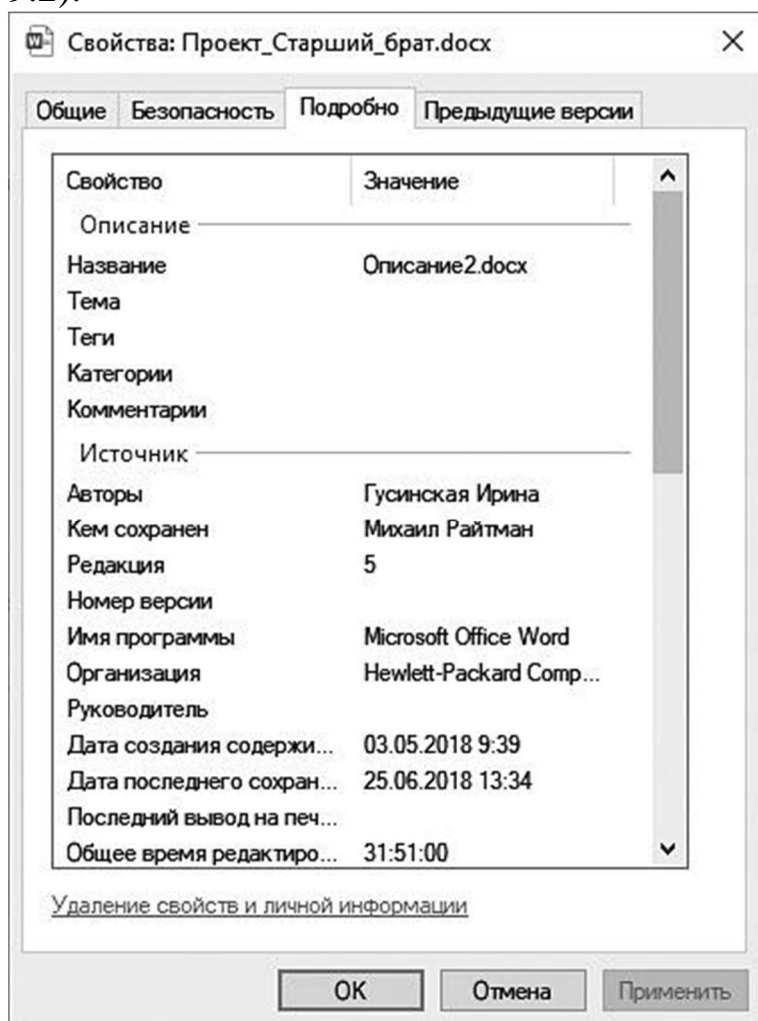 9.2).
Свойства: Проект_Старший_брат.docx
Общие Безопасность Подробно Предыдущие версии
Свойство Значение
Описание
Название Описание2.docx
Тема
Теги
Категории
Комментарии
Источник
Авторы Гусинская Ирина
Кем сохранен Михаил Райтман
Редакция 5
Номер версии
Имя программы Microsoft Office Word
Организация Hewlett-Packard Comp...
Руководитель
Дата создания содержи... 03.05.2018 9:39
Дата последнего сохран... 25.06.2018 13:34
Последний вывод на печ...
Общее время редактиро... 31:51:00
Удаление свойств и личной информации
ОК Отмена Применить